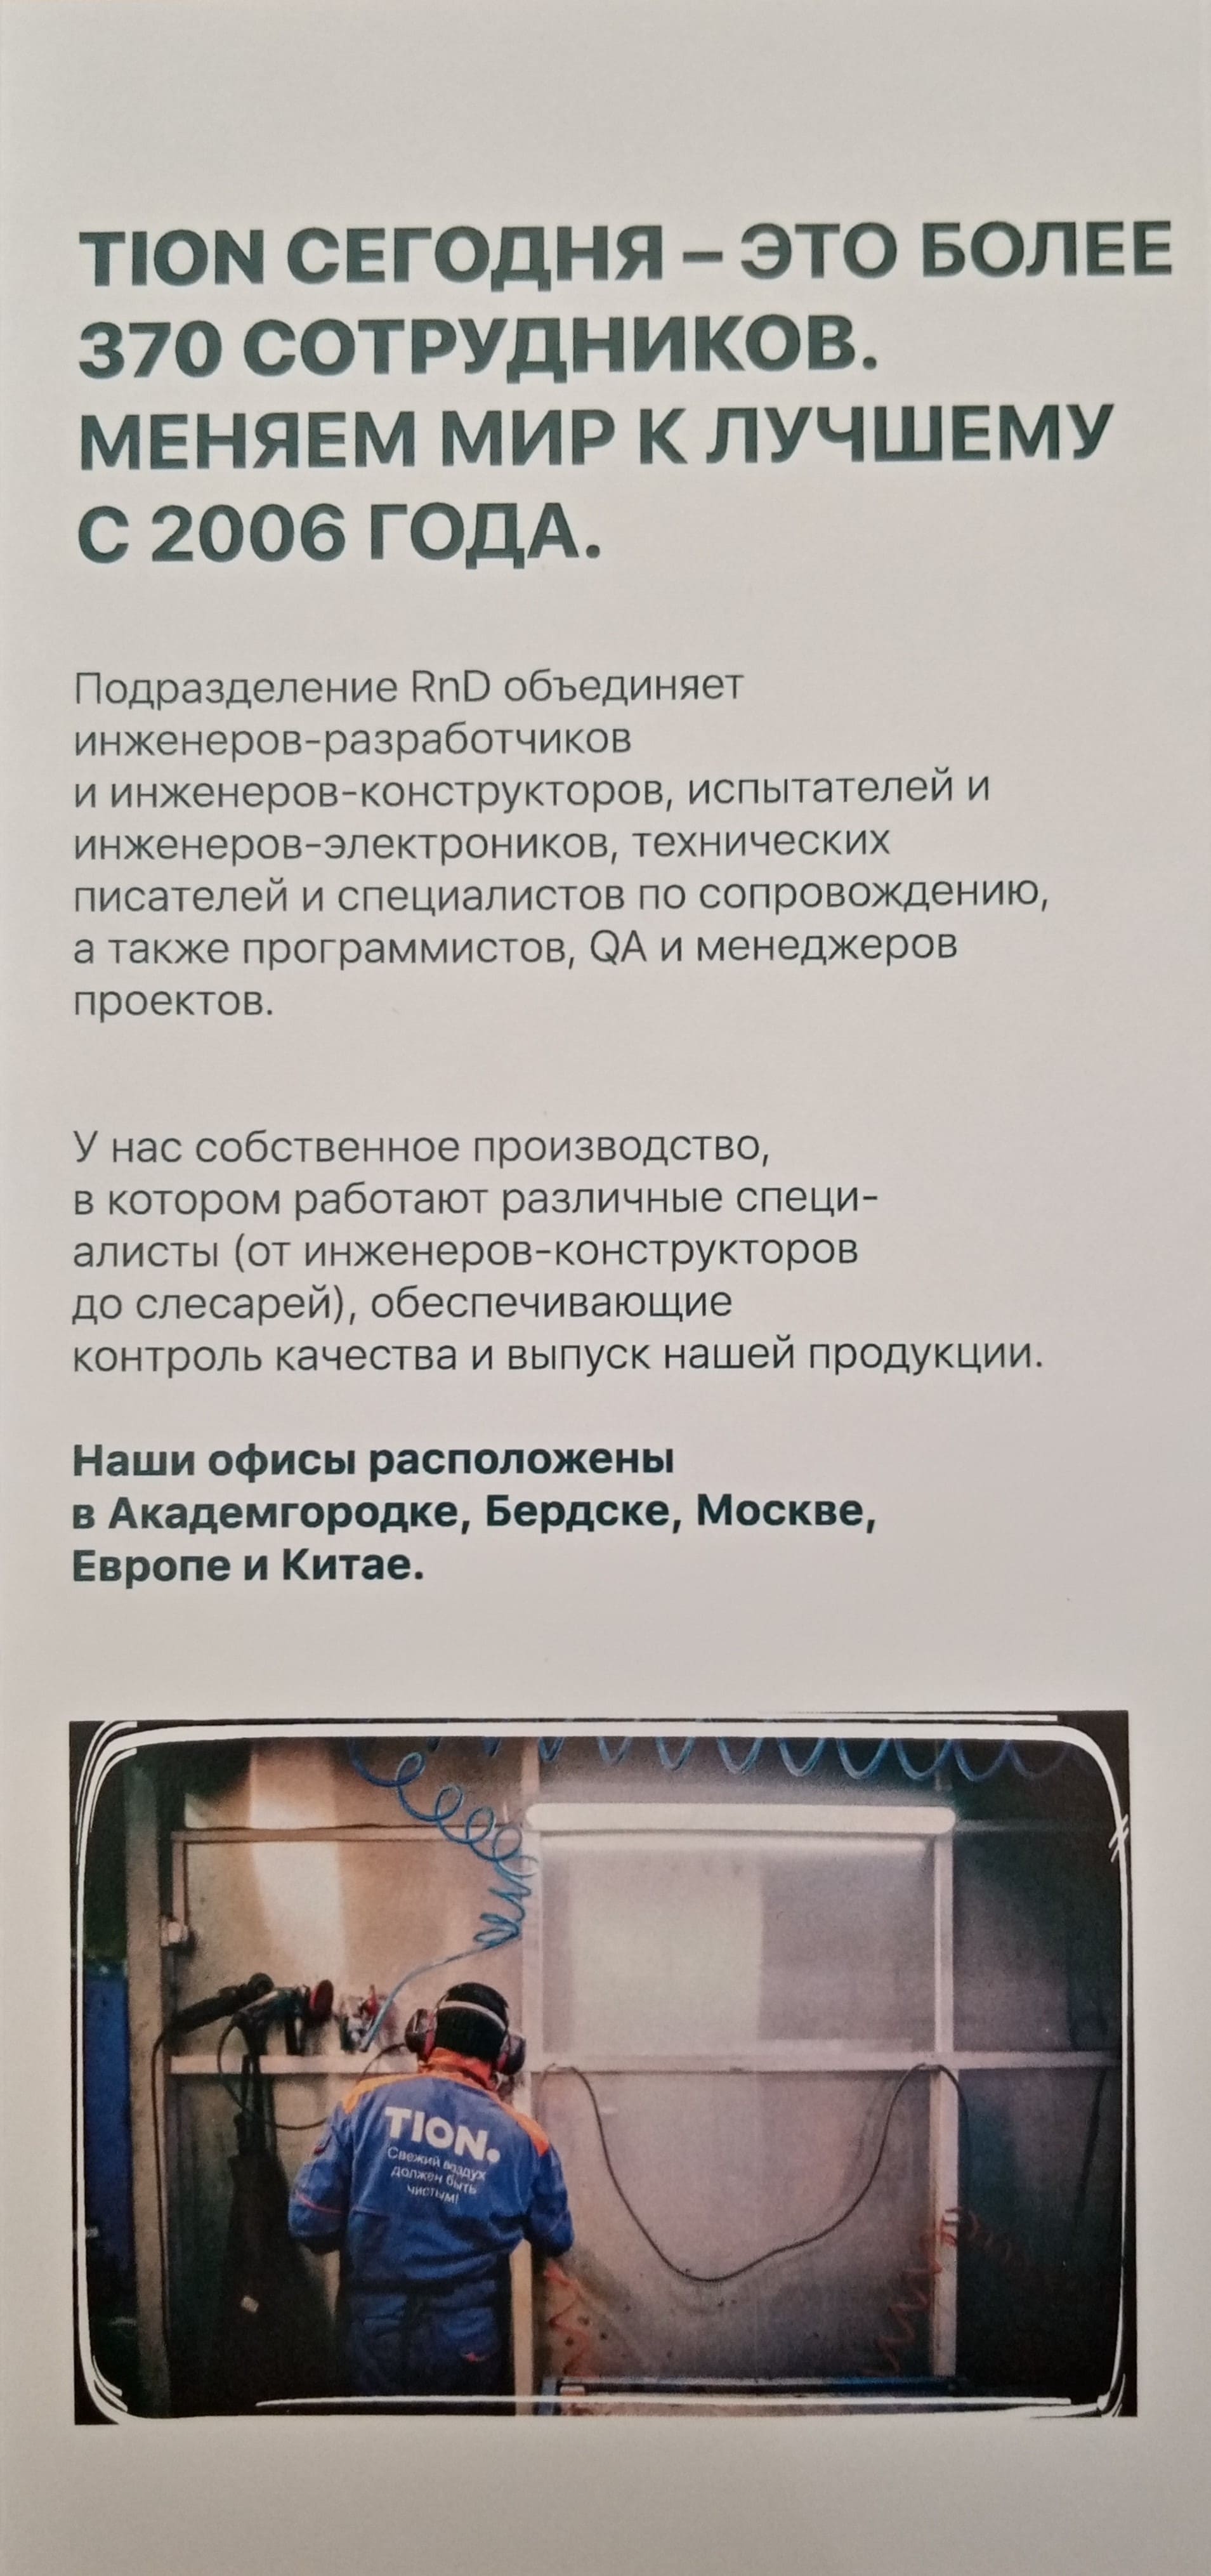 TION СЕГОДНЯ – ЭТО БОЛЕЕ
370 СОТРУДНИКОВ.
МЕНЯЕМ МИР К ЛУЧШЕМУ
С 2006 ГОДА.
Подразделение RnD объединяет
инженеров-разработчиков
и инженеров-конструкторов, испытателей и
инженеров-электроников, технических
писателей и специалистов по сопровождению,
а также программистов, QA и менеджеров
проектов.
У нас собственное производство,
в котором работают различные специ-
алисты (от инженеров-конструкторов
до слесарей), обеспечивающие
контроль качества и выпуск нашей продукции.
Наши офисы расположены
в Академгородке, Бердске, Москве,
Европе и Китае.
TION.
Свежий воздух
должен быть
чистым!